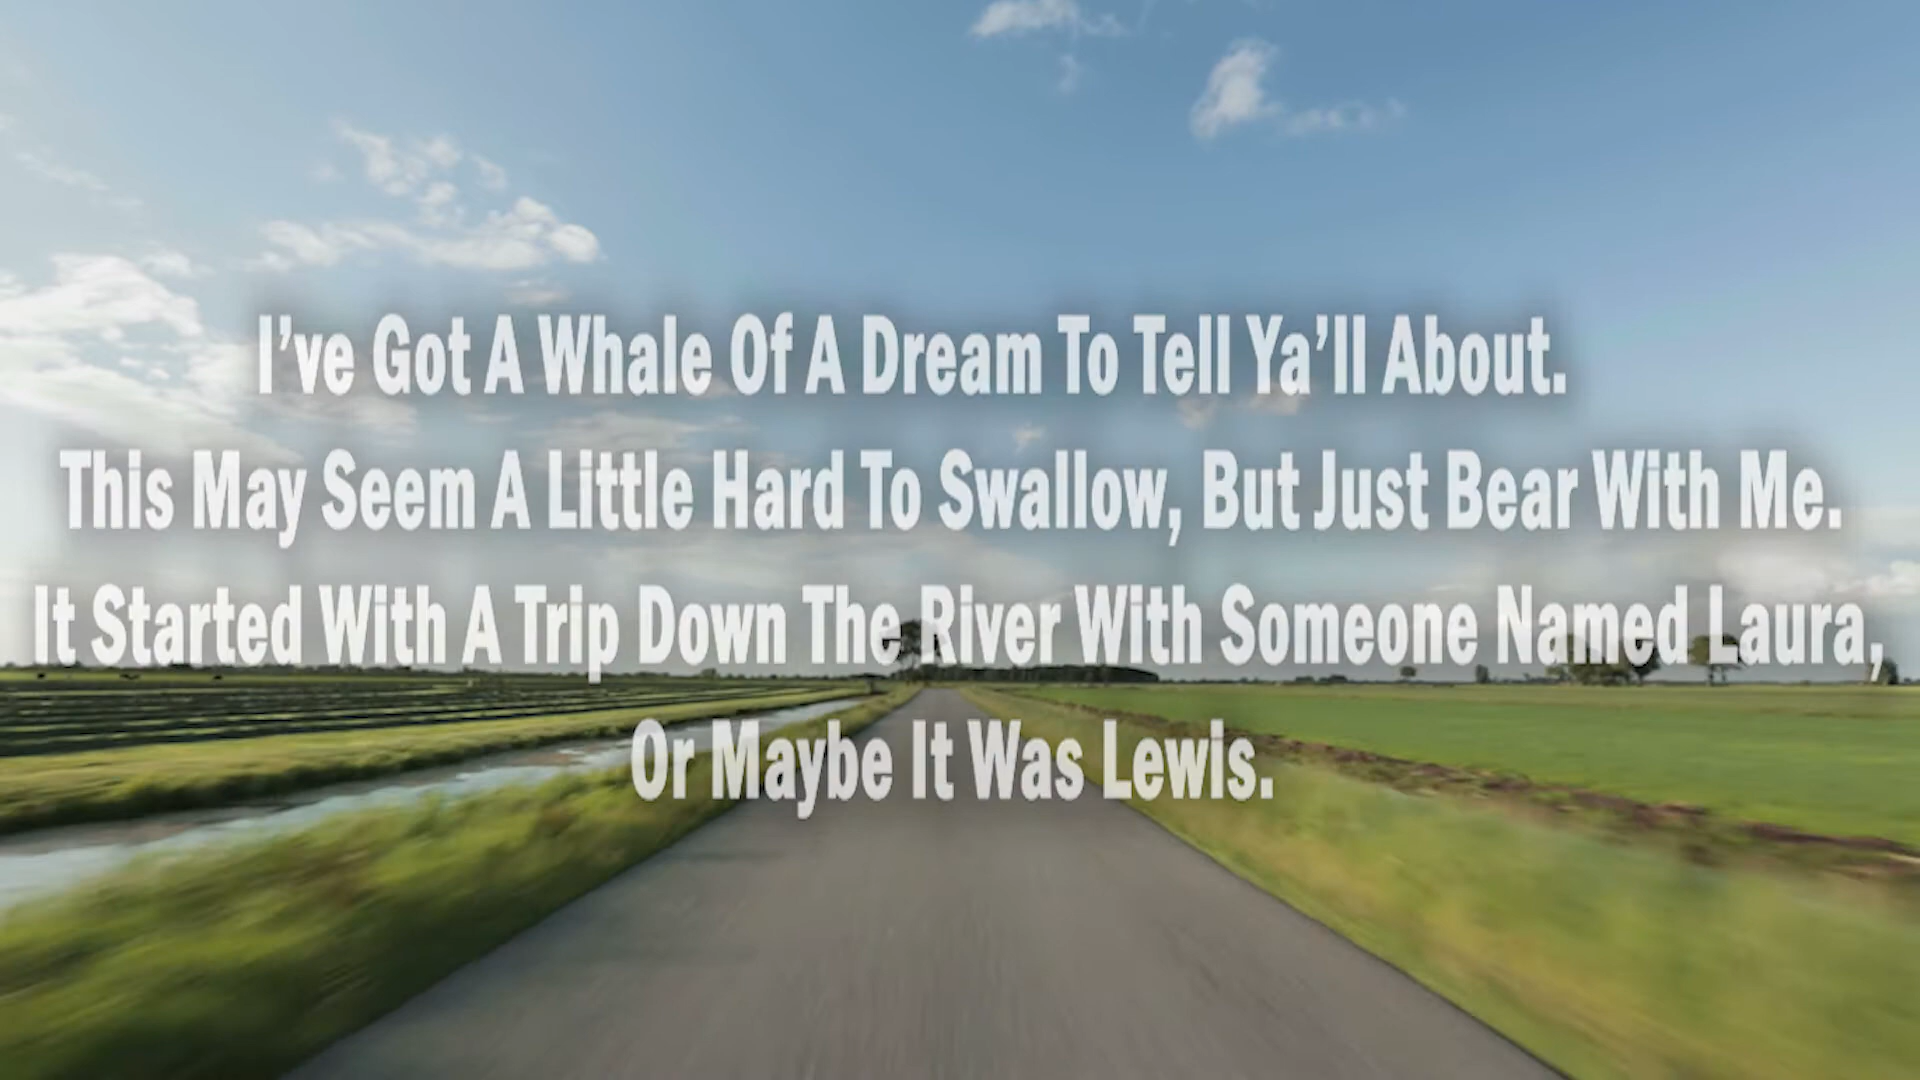 I’ve Got A Whale Of A Dream To Tell Ya’ll About.
This May Seem A Little Hard To Swallow, But Just Bear With Me.
It Started With A Trip Down The River With Someone Named Laura,
Or Maybe It Was Lewis.